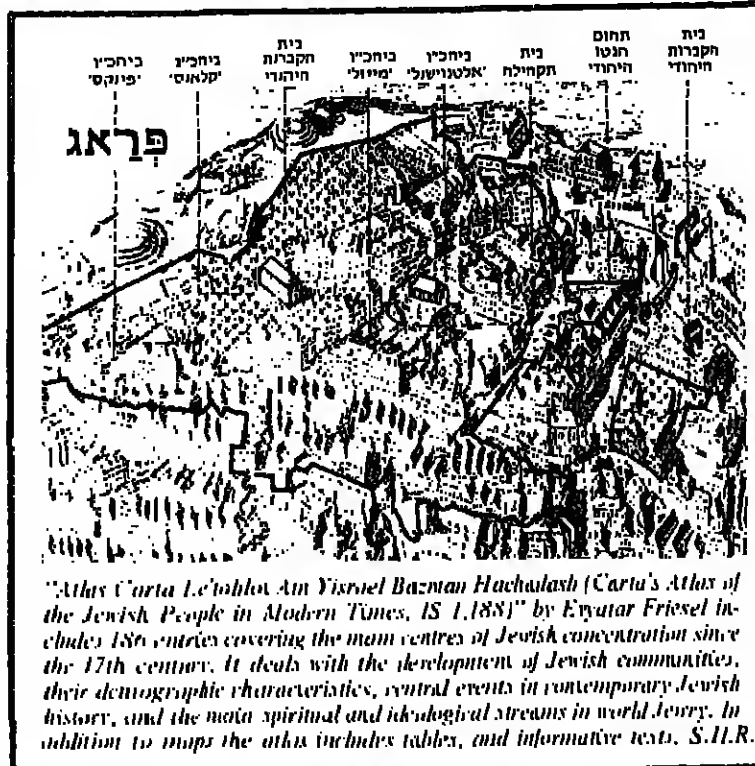 ביהכ"נ 'פינקס'
ביהכ"נ 'קלאוס'
בית הקברות היהודי
ביהכ"נ 'מייזל'
ביהכ"נ 'אלטנוישול'
בית הקהילה
תחום הגטו היהודי
בית הקברות היהודי
פְּרַאג
"Atlas Carta Le'toldot Am Yisrael Bazman Hachadash (Carta's Atlas of
the Jewish People in Modern Times, IS 1,188)" by Evyatar Friesel in-
cludes 186 entries covering the main centres of Jewish concentration since
the 17th century. It deals with the development of Jewish communities,
their demographic characteristics, central events in contemporary Jewish
history, and the main spiritual and ideological streams in world Jewry. In
addition to maps the atlas includes tables, and informative texts. S.H.R.